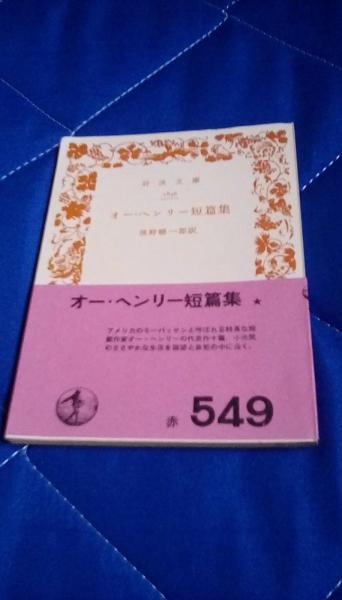 岩波文庫
オー・ヘンリー短篇集
オー・ヘンリー短篇集 ★
アメリカのモーパッサンと呼ばれる特異な短
篇作家オー・ヘンリーの代表作十篇．小市民
のささやかな生活を諧謔と哀愁の中に描く．
赤 549